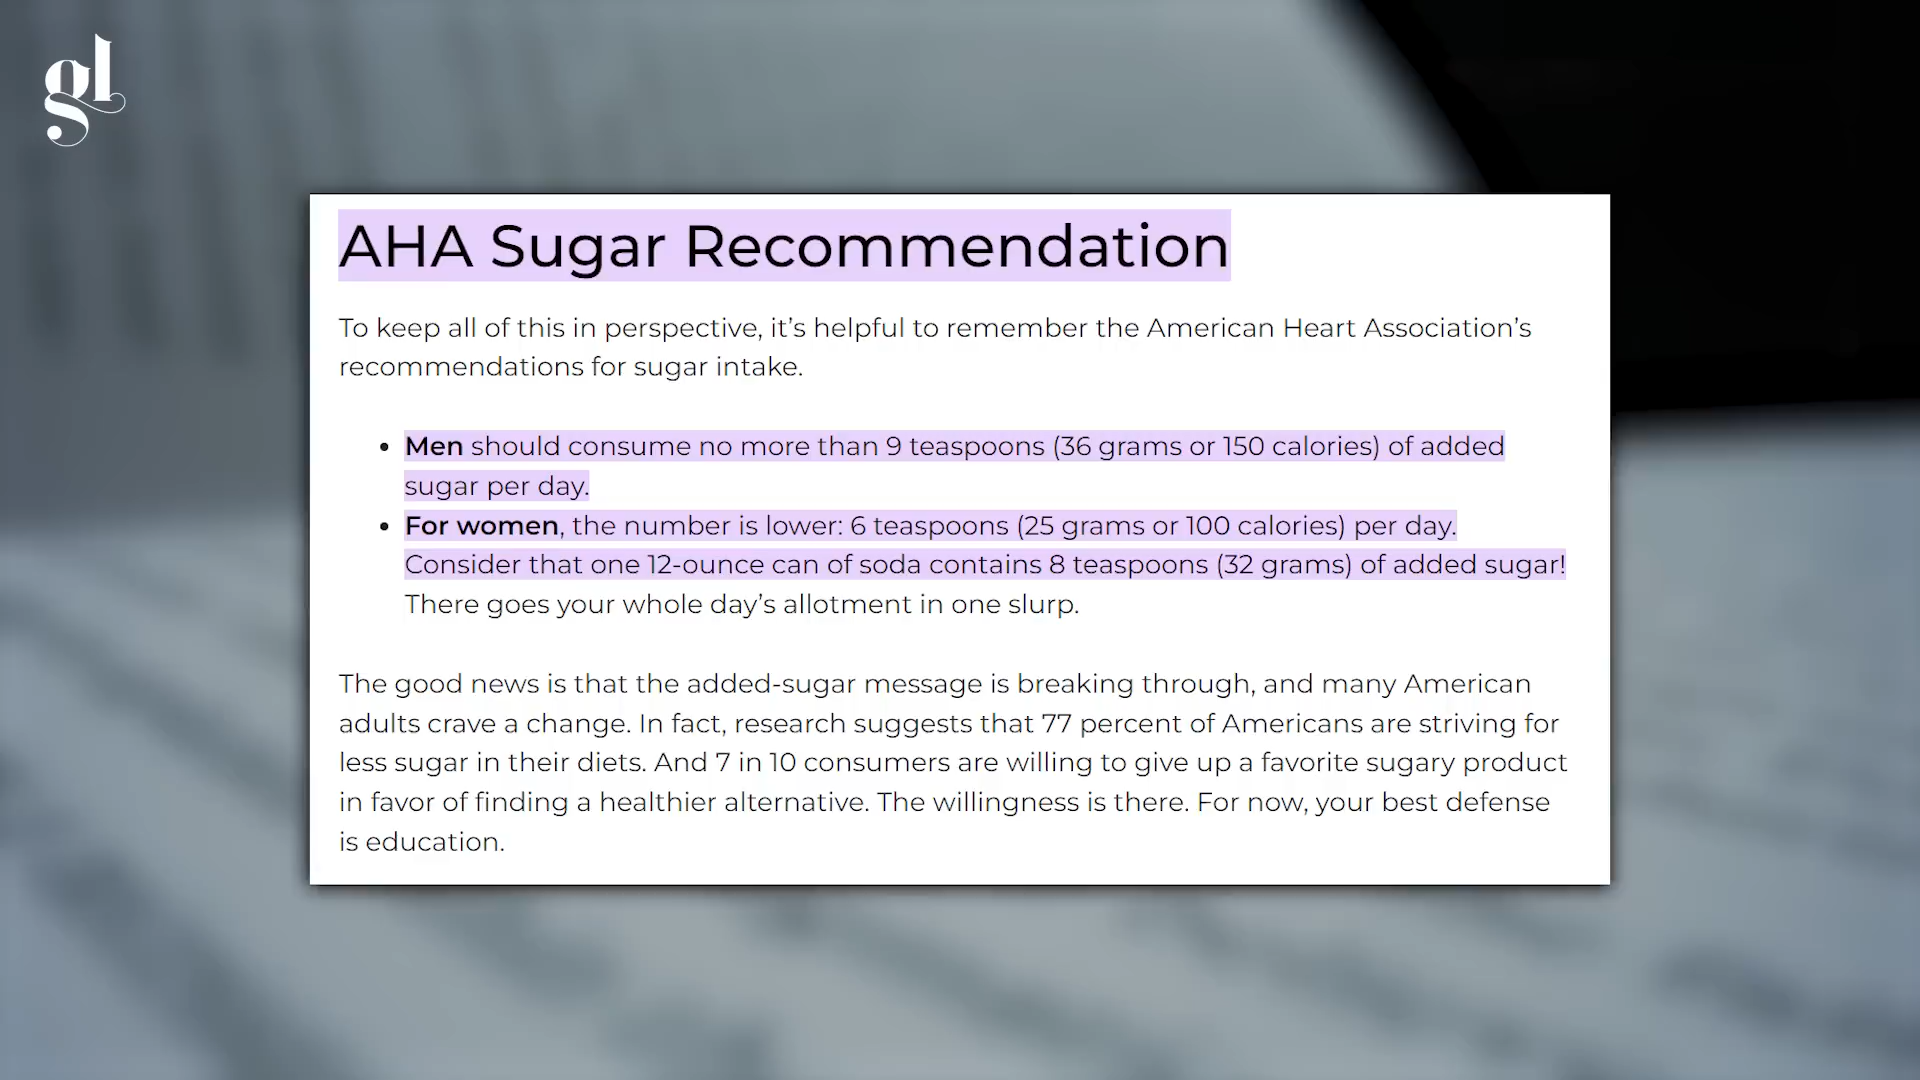 gl
AHA Sugar Recommendation
To keep all of this in perspective, it’s helpful to remember the American Heart Association’s
recommendations for sugar intake.
• Men should consume no more than 9 teaspoons (36 grams or 150 calories) of added
sugar per day.
• For women, the number is lower: 6 teaspoons (25 grams or 100 calories) per day.
Consider that one 12-ounce can of soda contains 8 teaspoons (32 grams) of added sugar!
There goes your whole day’s allotment in one slurp.
The good news is that the added-sugar message is breaking through, and many American
adults crave a change. In fact, research suggests that 77 percent of Americans are striving for
less sugar in their diets. And 7 in 10 consumers are willing to give up a favorite sugary product
in favor of finding a healthier alternative. The willingness is there. For now, your best defense
is education.